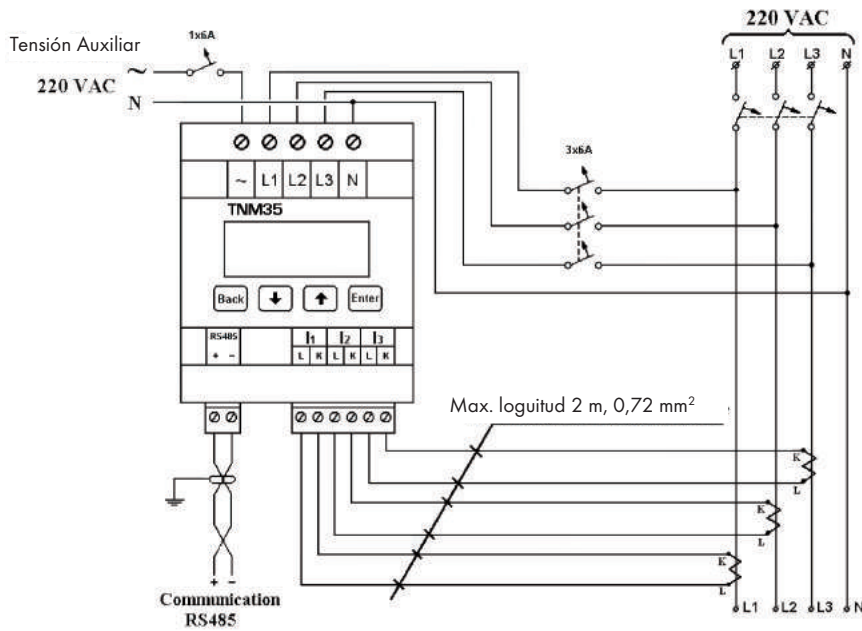 220 VAC
L1 L2 L3 N
Tensión Auxiliar
1x6A
220 VAC
~
N
3x6A
~ L1 L2 L3 N
TNM35
Back Enter
RS485
+ -
I1 I2 I3
L K L K L K
Max. loguitud 2 m, 0,72 mm²
K
L
K
L
K
L
+ -
Communication
RS485
L1 L2 L3 N